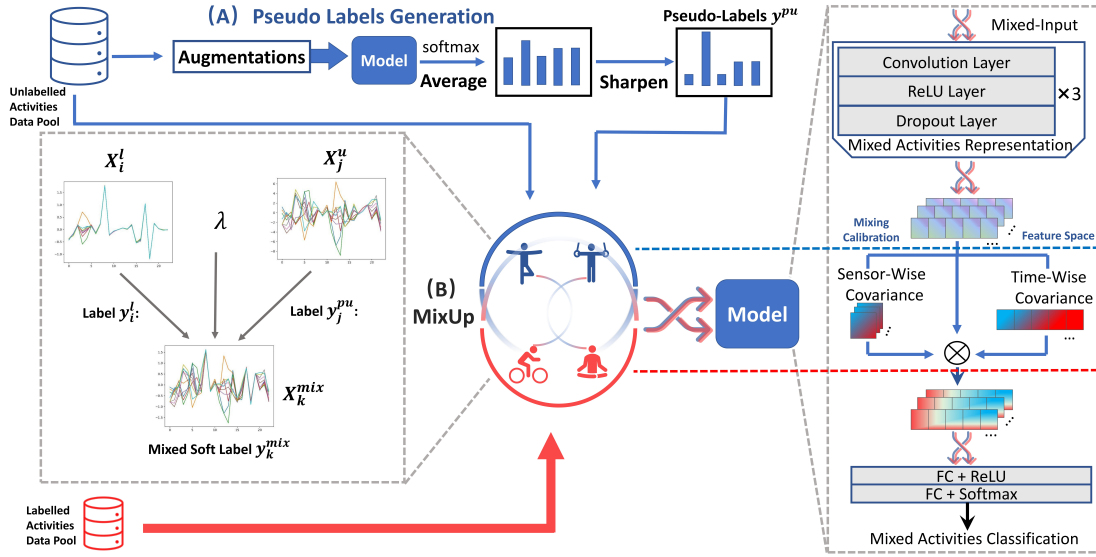 (A) Pseudo Labels Generation
Unlabelled
Activities
Data Pool
Augmentations
Model
softmax
Average
Sharpen
Pseudo-Labels y^{pu}
X_i^l
X_j^u
λ
Label y_i^l:
Label y_j^{pu}:
X_k^{mix}
Mixed Soft Label y_k^{mix}
(B)
MixUp
Model
Labelled
Activities
Data Pool
Mixed-Input
Convolution Layer
ReLU Layer
×3
Dropout Layer
Mixed Activities Representation
...
Mixing
Calibration
Feature Space
Sensor-Wise
Covariance
...
Time-Wise
Covariance
...
...
FC + ReLU
FC + Softmax
Mixed Activities Classification